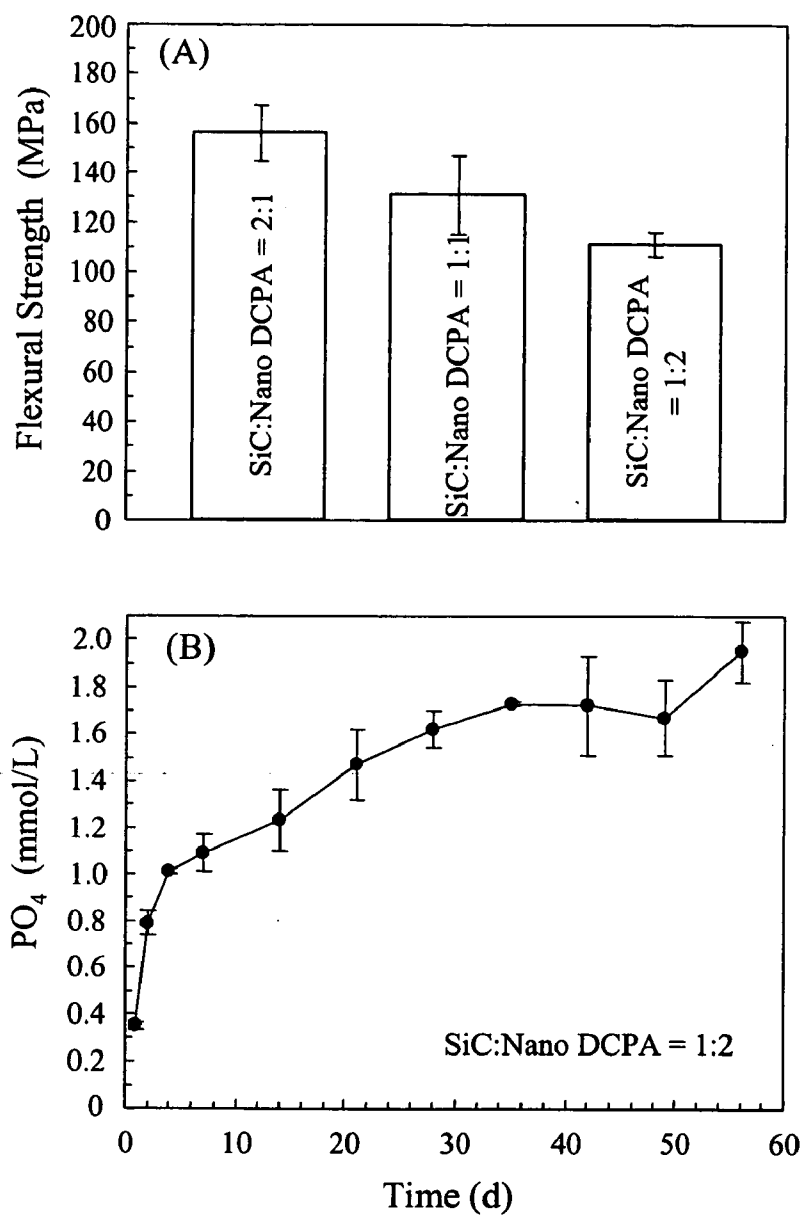 (A)
200
180
160
140
120
100
80
60
40
20
0
Flexural Strength (MPa)
SiC:Nano DCPA = 2:1
SiC:Nano DCPA = 1:1
SiC:Nano DCPA
= 1:2
(B)
2.0
1.8
1.6
1.4
1.2
1.0
0.8
0.6
0.4
0.2
0
PO₄ (mmol/L)
SiC:Nano DCPA = 1:2
0 10 20 30 40 50 60
Time (d)